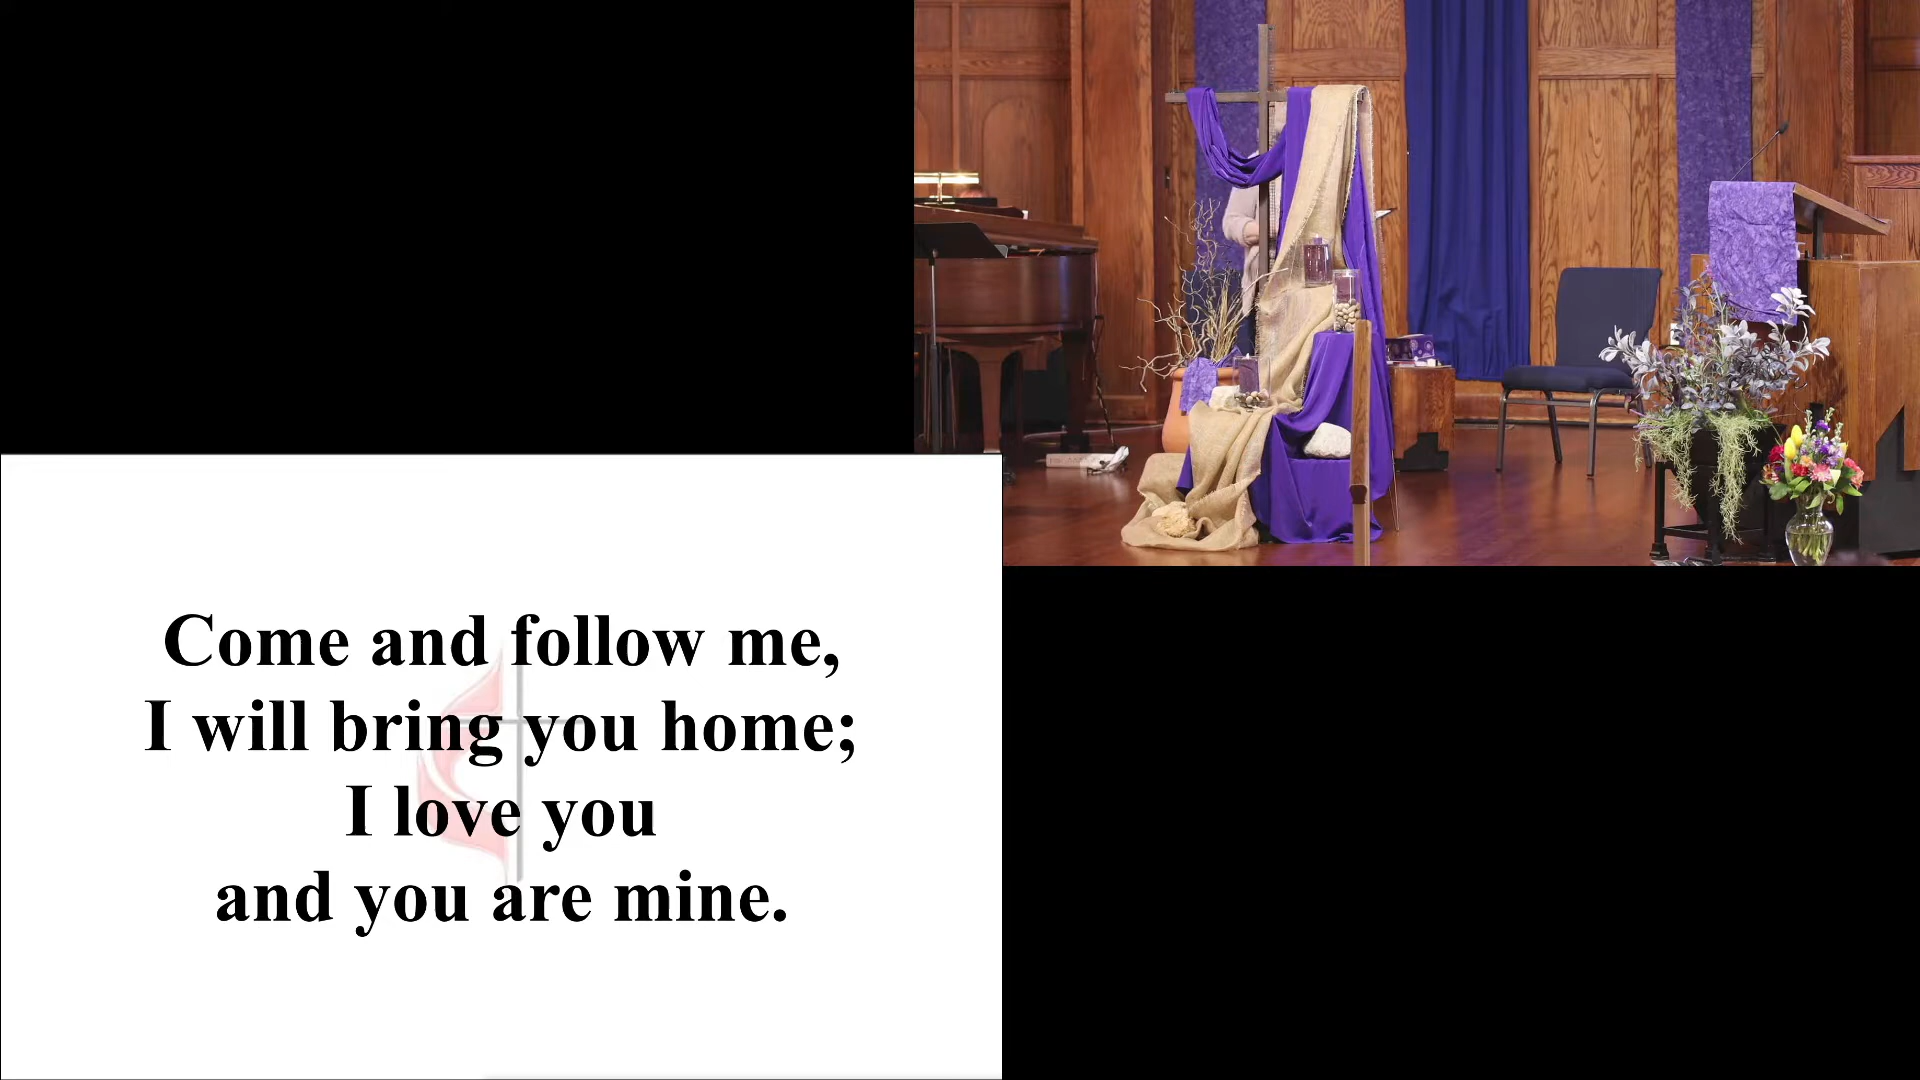 Come and follow me,
I will bring you home;
I love you
and you are mine.